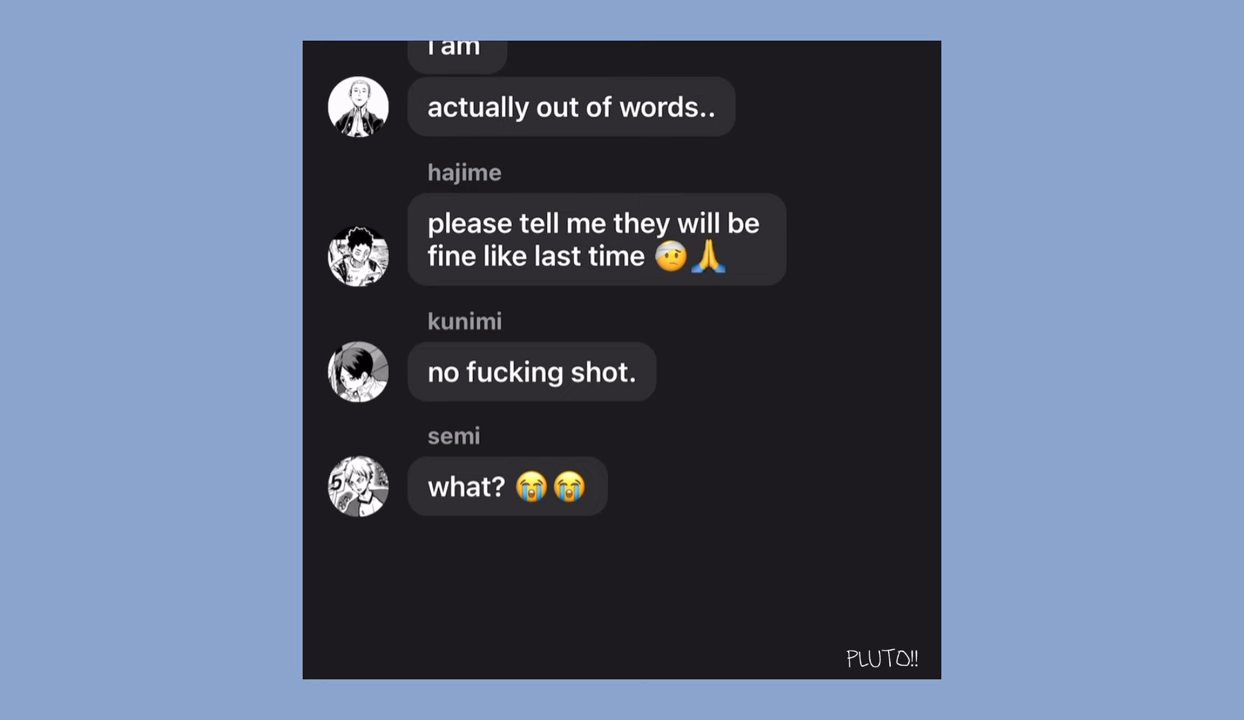 I am
actually out of words..
hajime
please tell me they will be
fine like last time 🤕🙏
kunimi
no fucking shot.
semi
what? 😭😭
5
PLUTO!!